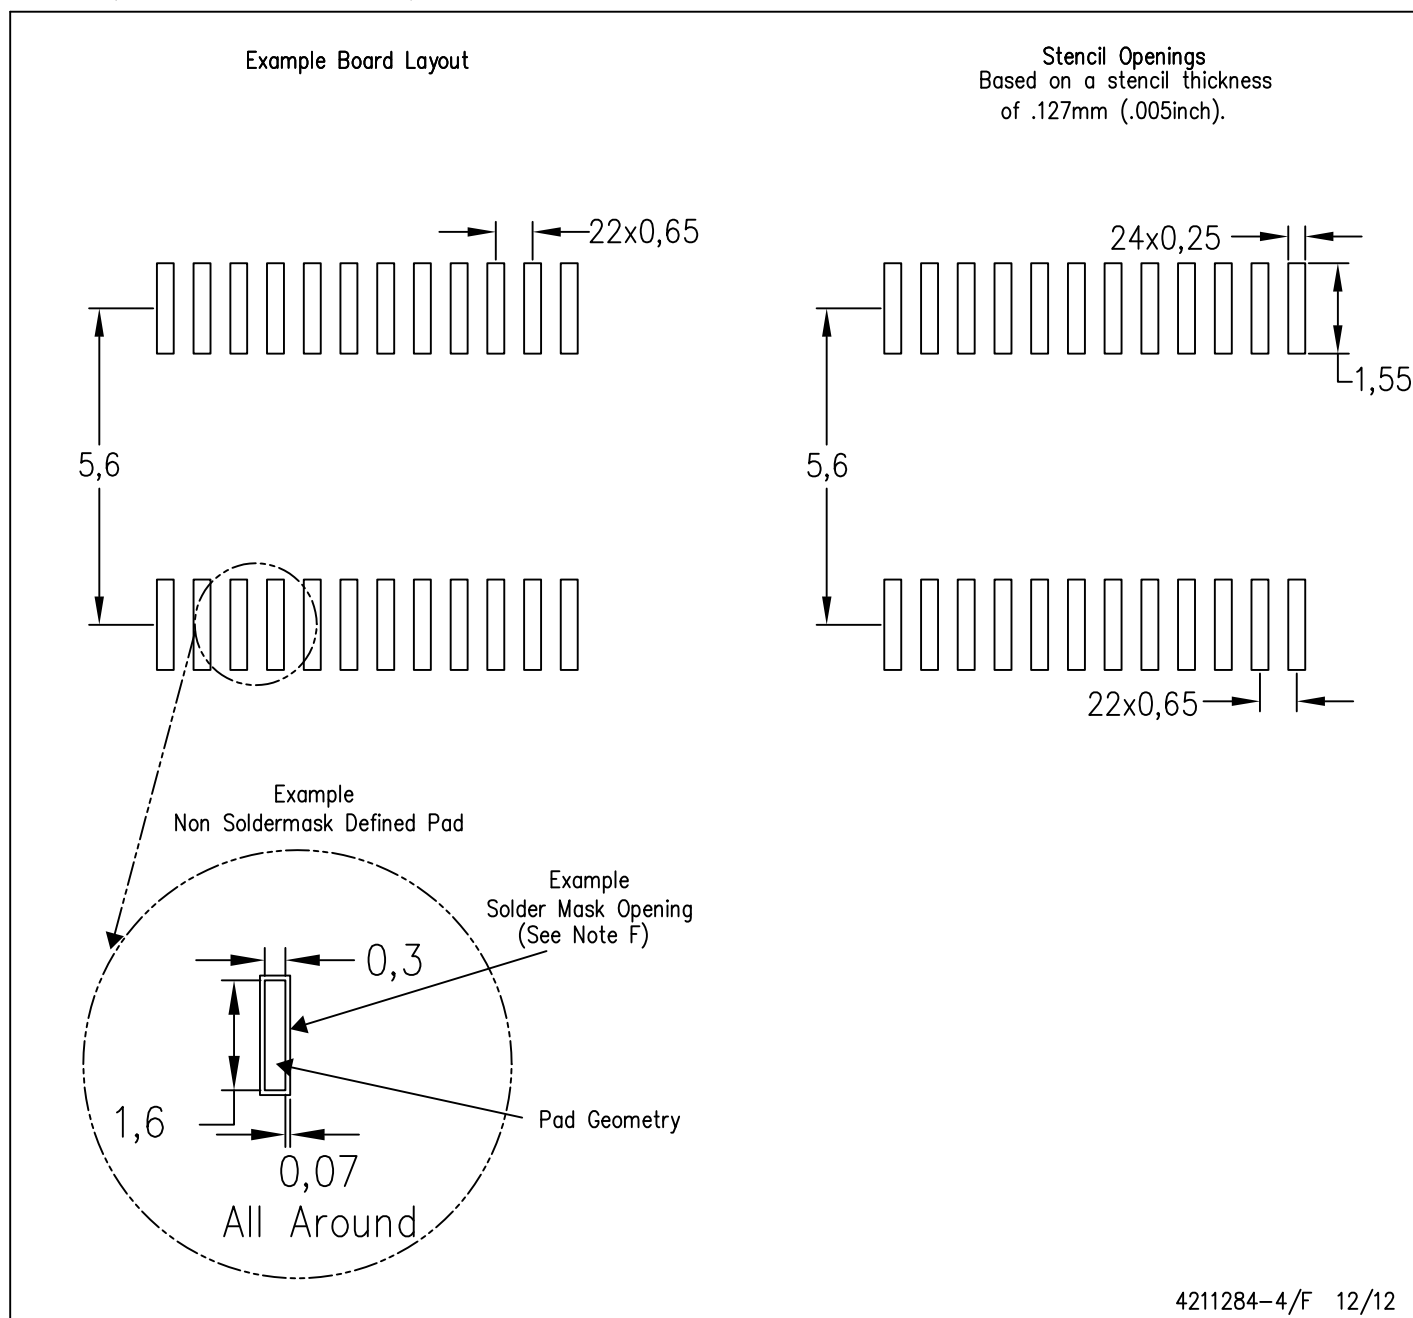 Example Board Layout
Stencil Openings
Based on a stencil thickness
of .127mm (.005inch).
22x0,65
24x0,25
1,55
5,6
5,6
22x0,65
Example
Non Soldermask Defined Pad
Example
Solder Mask Opening
(See Note F)
0,3
1,6
Pad Geometry
0,07
All Around
4211284-4/F 12/12